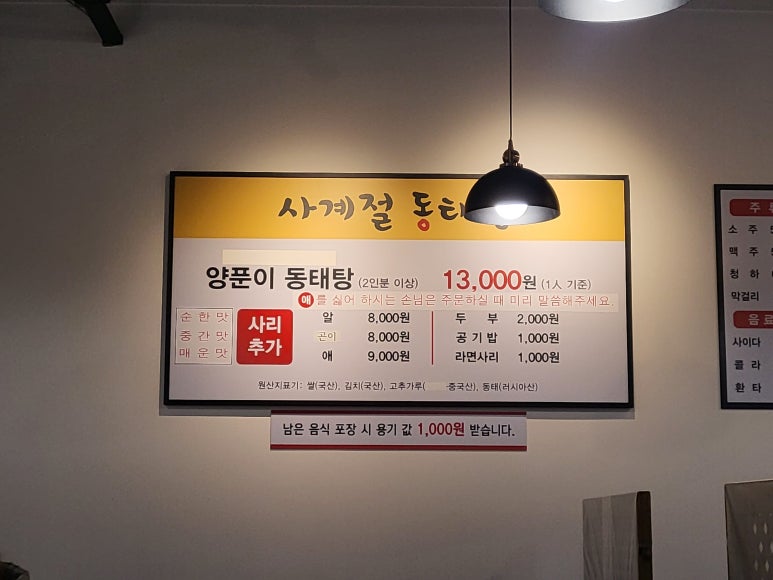 사계절 동태
양푼이 동태탕 (2인분 이상) 13,000원 (1人 기준)
애를 싫어 하시는 손님은 주문하실 때 미리 말씀해주세요.
순한맛
중간맛
매운맛
사리
추가
알 8,000원
곤이 8,000원
애 9,000원
두 부 2,000원
공 기 밥 1,000원
라면사리 1,000원
원산지표기: 쌀(국산), 김치(국산), 고추가루( 중국산), 동태(러시아산)
남은 음식 포장 시 용기 값 1,000원 받습니다.
주
소 주
맥 주
청 하
막걸리
음 료
사이다
콜 라
환 타